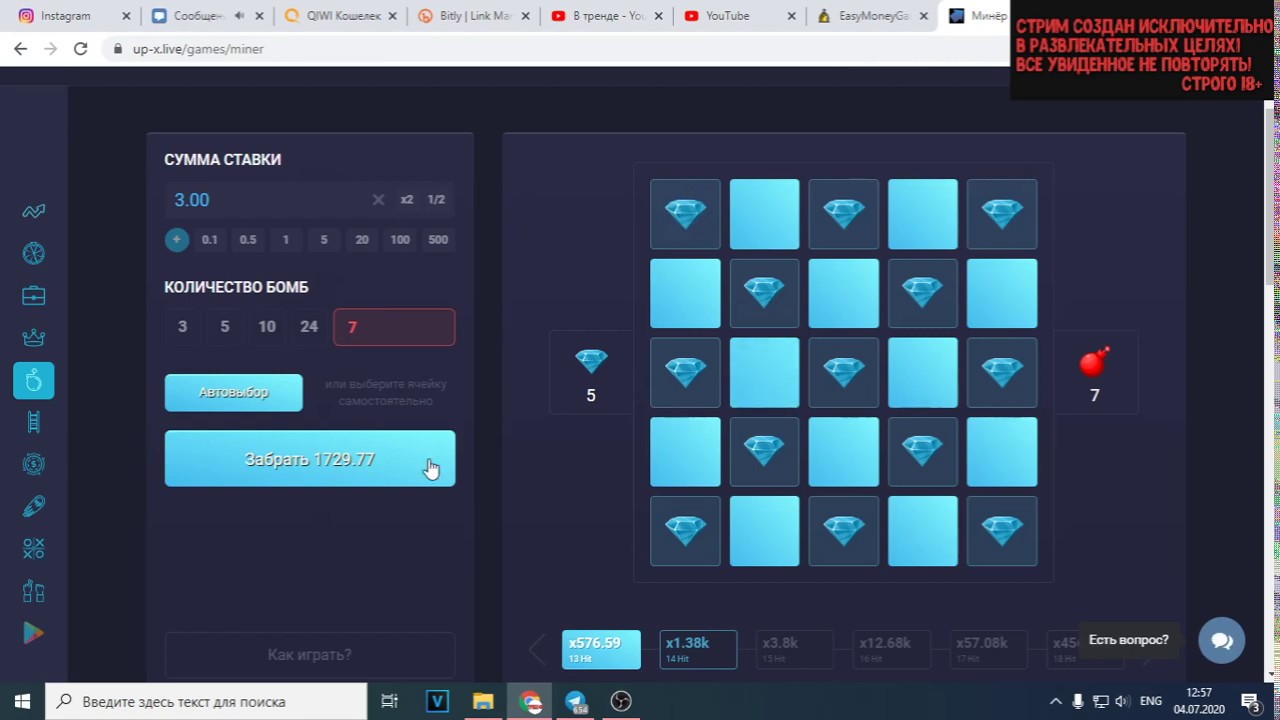 Instagram
Сообщен
QIWI Кошелек
Bitly | Link Ma
В тренде - You
YouTube
EasyMoneyGa
Минёр
up-x.live/games/miner
СТРИМ СОЗДАН ИСКЛЮЧИТЕЛЬНО
В РАЗВЛЕКАТЕЛЬНЫХ ЦЕЛЯХ!
ВСЕ УВИДЕННОЕ НЕ ПОВТОРЯТЬ!
СТРОГО 18+
СУММА СТАВКИ
3.00 x2 1/2
+ 0.1 0.5 1 5 20 100 500
КОЛИЧЕСТВО БОМБ
3 5 10 24 7
Автовыбор
или выберите ячейку
самостоятельно
Забрать 1729.77
Как играть?
5
7
x576.59
13 Hit
x1.38k
14 Hit
x3.8k
15 Hit
x12.68k
16 Hit
x57.08k
17 Hit
18 Hit
Есть вопрос?
Введите здесь текст для поиска
V
654
ENG
12:57
04.07.2020
3